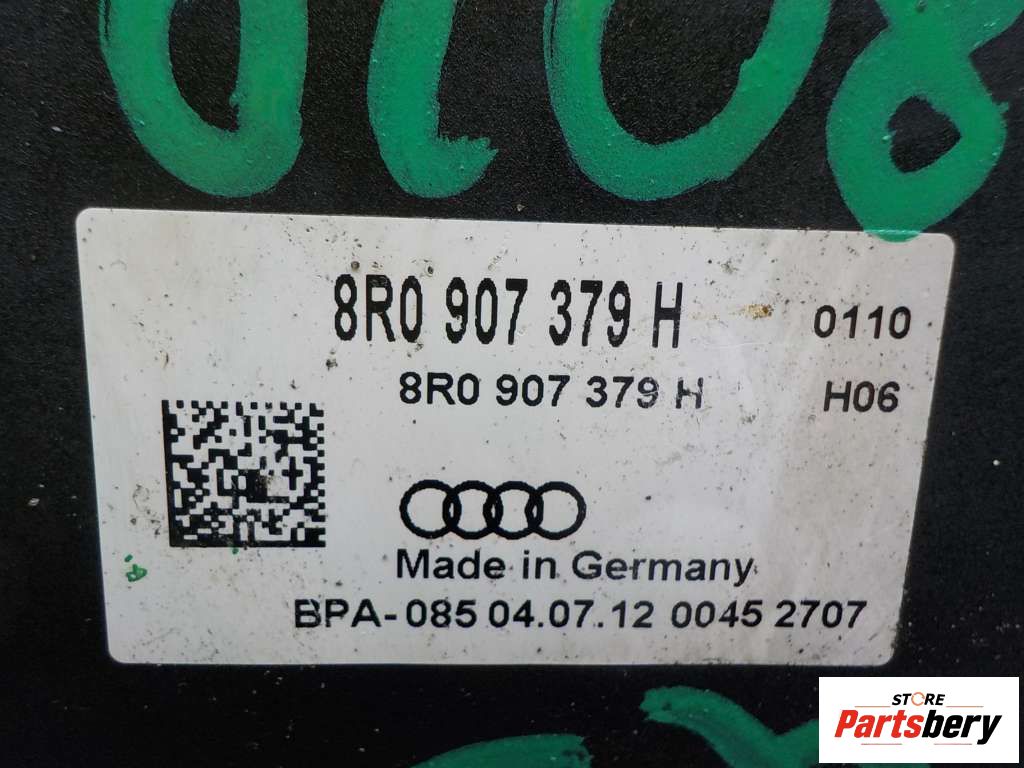 8R0 907 379 H 0110
8R0 907 379 H H06
Made in Germany
BPA-085 04.07.12 0045 2707
STORE
Partsbery